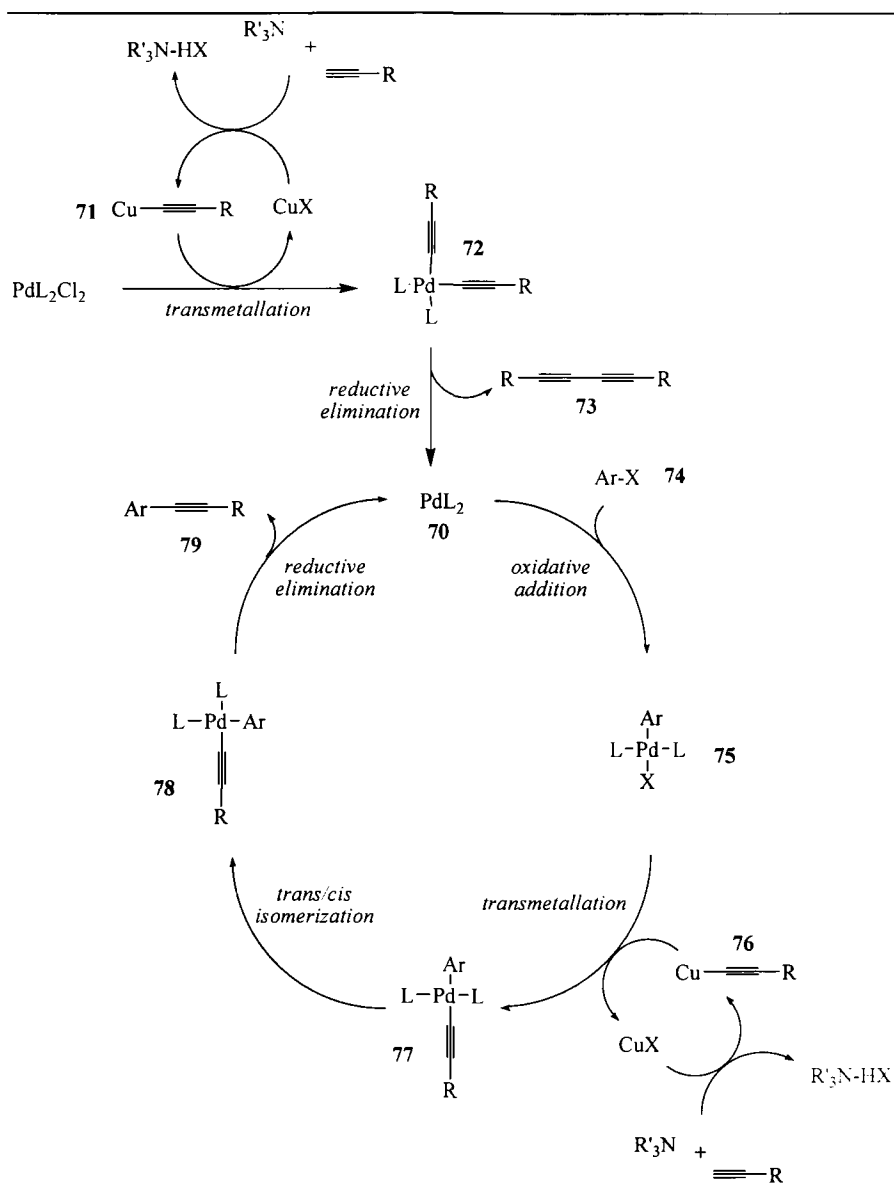 R'3N-HX
R'3N
+
R
71
Cu
R
CuX
R
72
PdL2Cl2
transmetallation
L Pd
R
L
reductive
elimination
R
R
73
Ar
R
79
PdL2
70
Ar-X
74
reductive
elimination
oxidative
addition
L
L-Pd-Ar
78
R
Ar
L-Pd-L
75
X
trans/cis
isomerization
transmetallation
76
Cu
R
Ar
L-Pd-L
77
R
CuX
R'3N-HX
R'3N
+
R